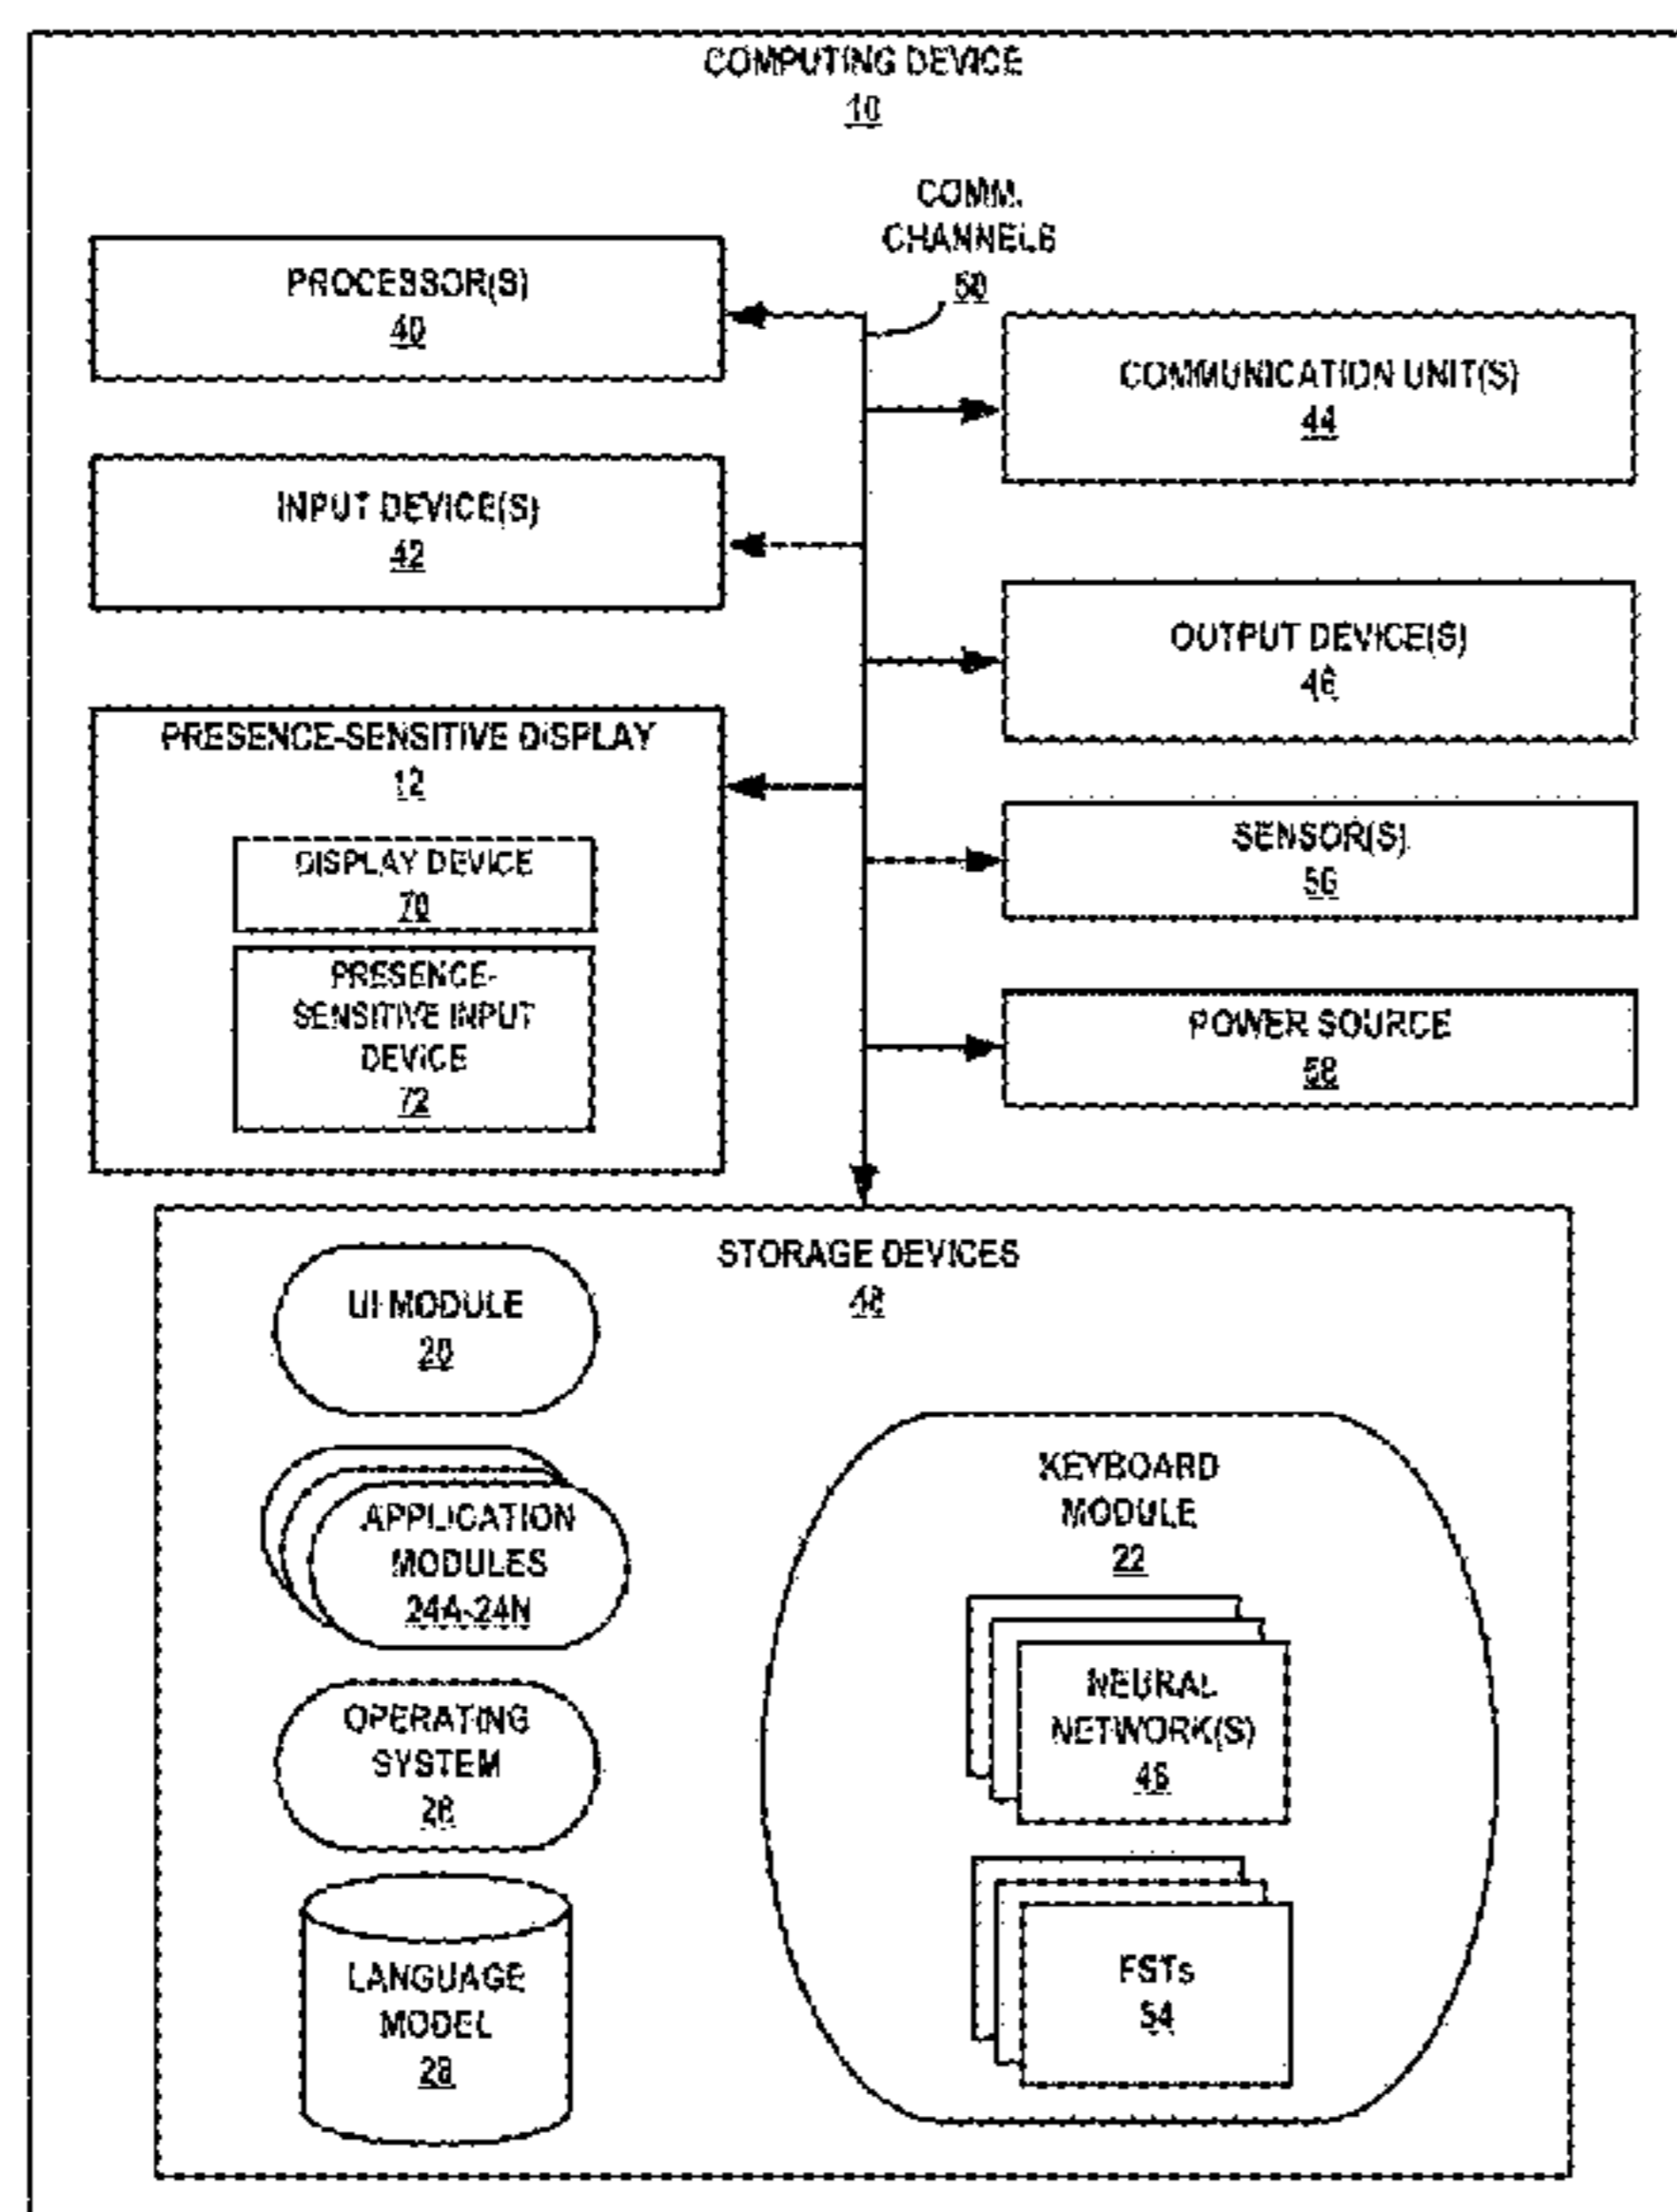 COMPUTING DEVICE
10
COMM.
CHANNELS
50
PROCESSOR(S)
40
COMMUNICATION UNIT(S)
44
INPUT DEVICE(S)
42
OUTPUT DEVICE(S)
46
PRESENCE-SENSITIVE DISPLAY
12
DISPLAY DEVICE
70
PRESENCE-
SENSITIVE INPUT
DEVICE
72
SENSOR(S)
56
POWER SOURCE
58
STORAGE DEVICES
48
UI MODULE
20
APPLICATION
MODULES
24A-24N
OPERATING
SYSTEM
26
LANGUAGE
MODEL
28
KEYBOARD
MODULE
22
NEURAL
NETWORK(S)
FSTs
54